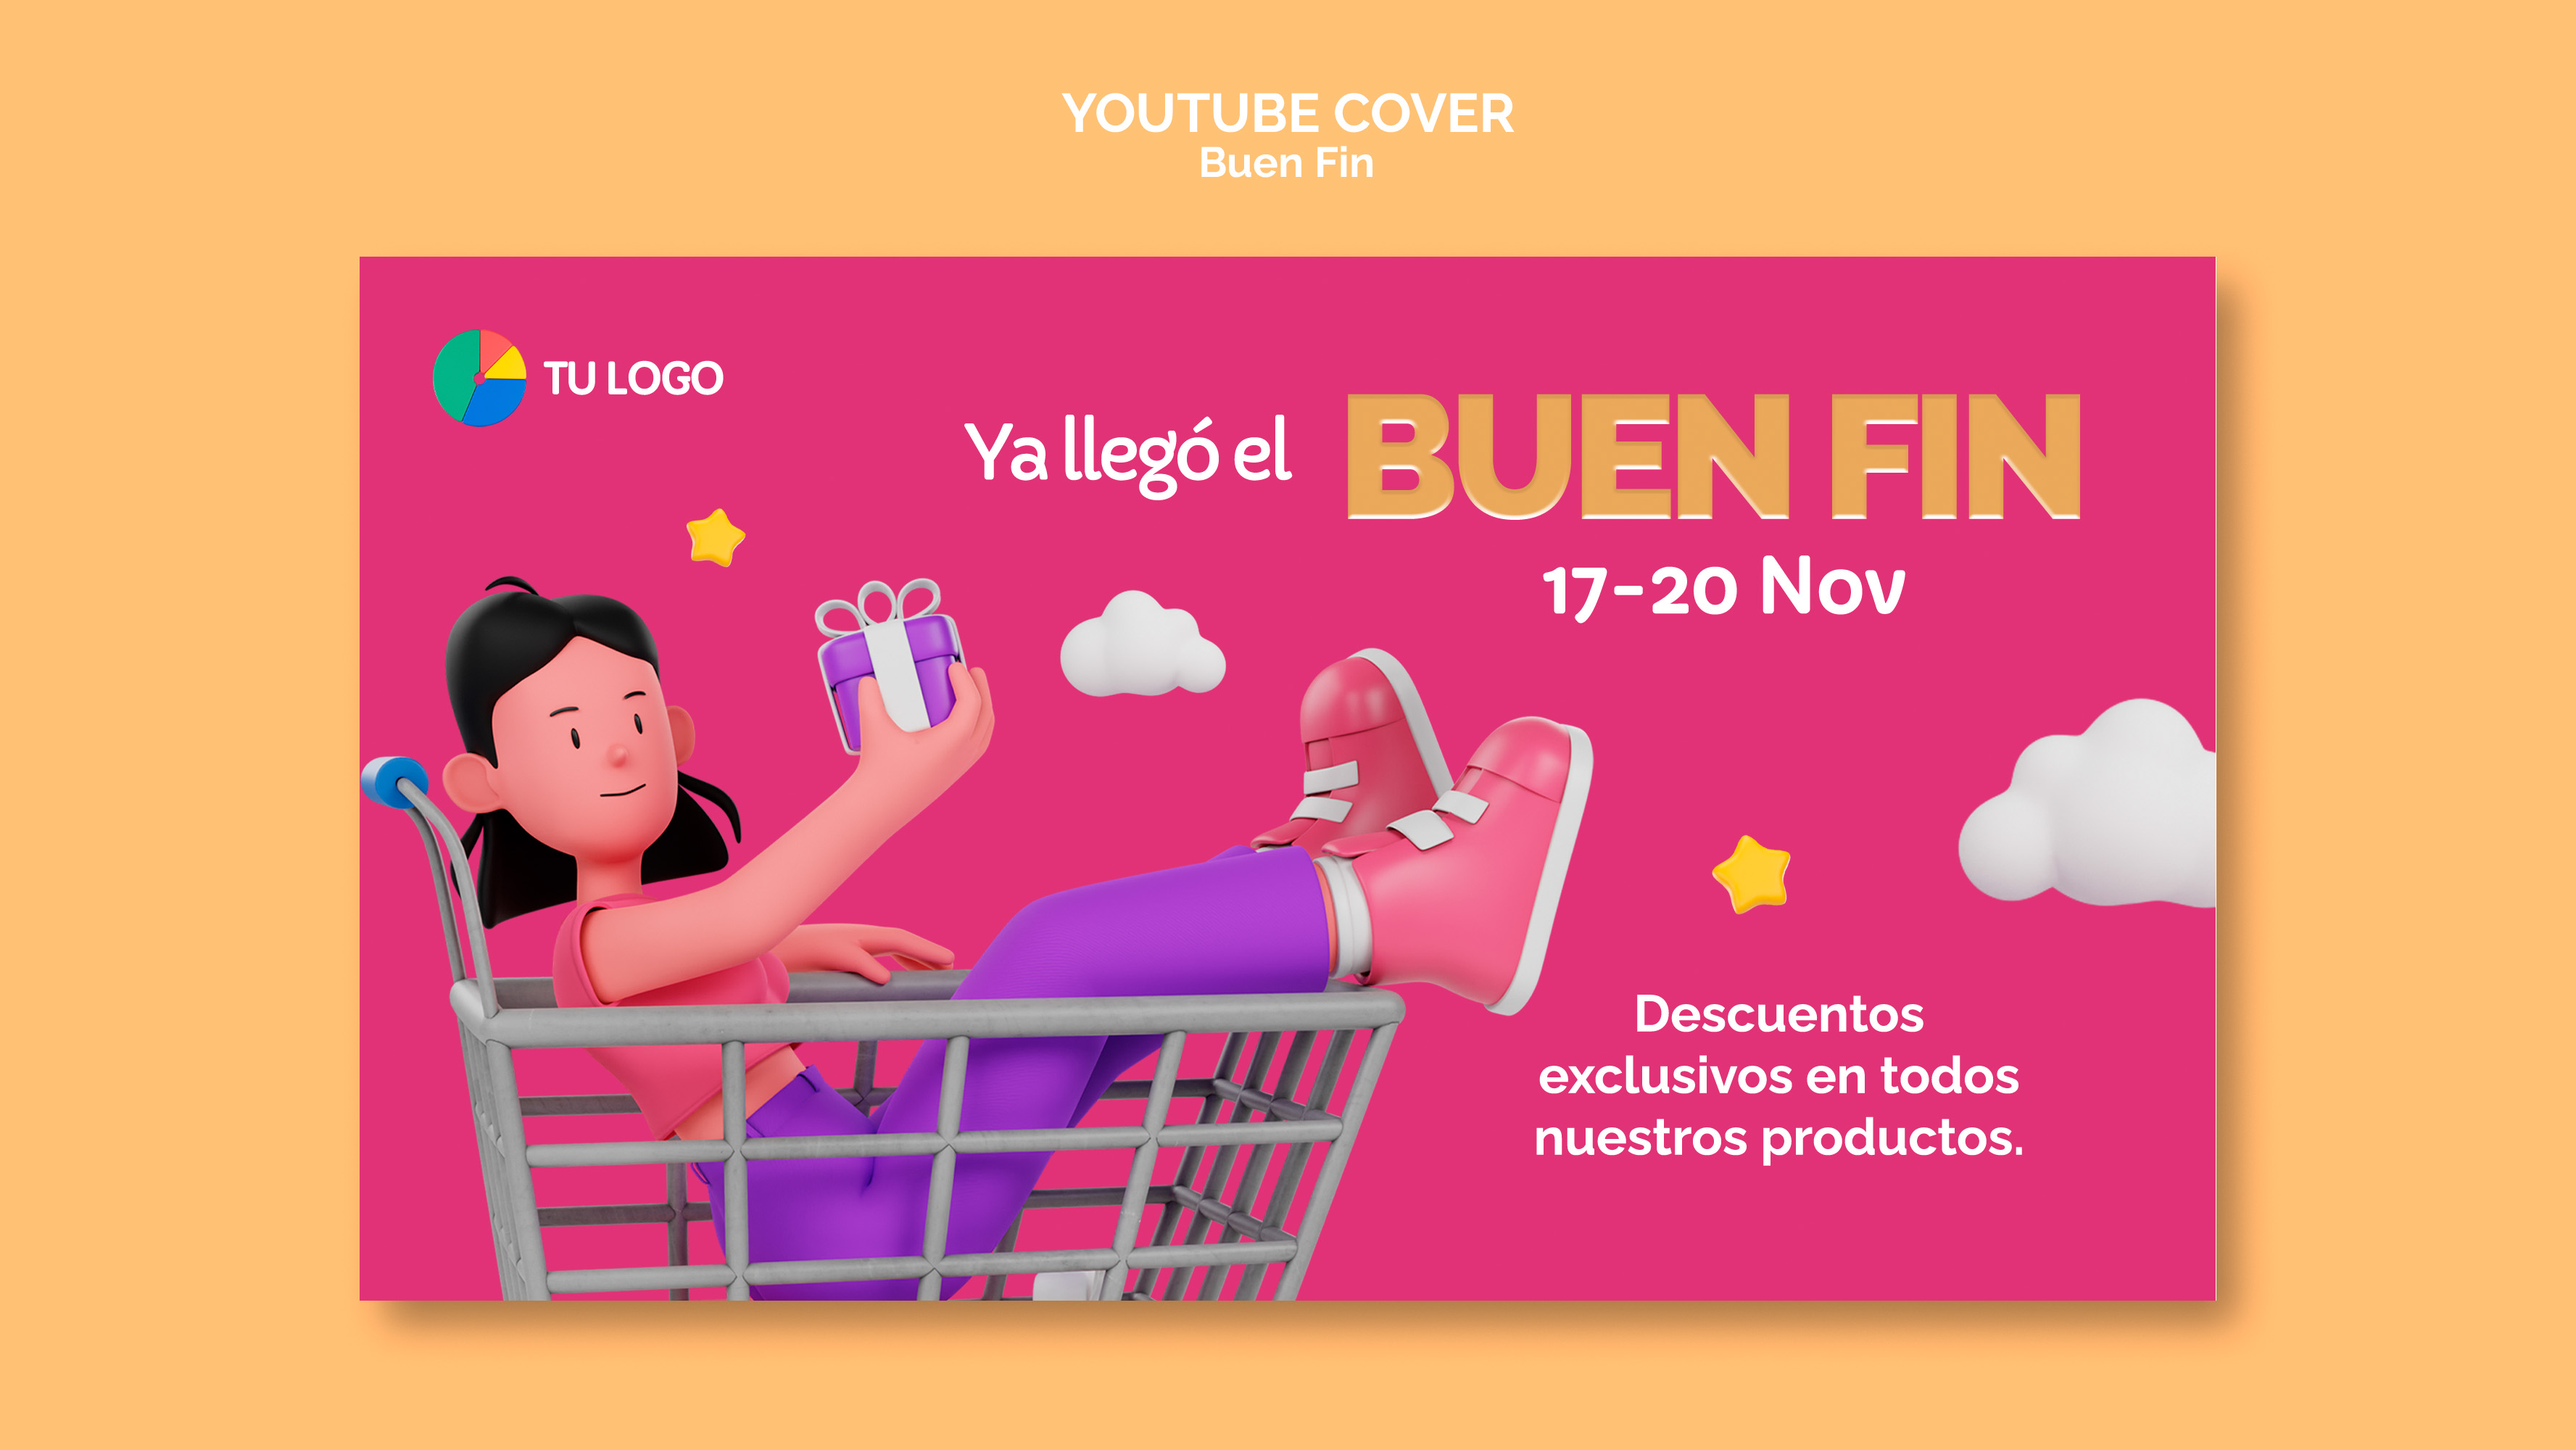 YOUTUBE COVER
Buen Fin
TU LOGO
Ya llegó el BUEN FIN
17-20 Nov
Descuentos
exclusivos en todos
nuestros productos.